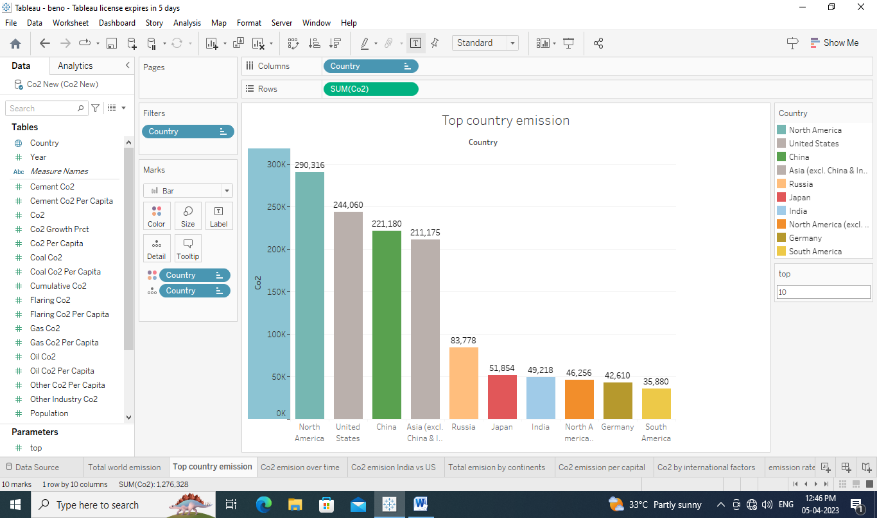 Tableau - beno - Tableau license expires in 5 days
File Data Worksheet Dashboard Story Analysis Map Format Server Window Help
Standard
Show Me
Data Analytics
Pages
Columns Country
Co2 New (Co2 New)
Rows SUM(Co2)
Search
Tables
Country
Year
Abc Measure Names
Cement Co2
Cement Co2 Per Capita
Co2
Co2 Growth Prct
Co2 Per Capita
Coal Co2
Coal Co2 Per Capita
Cumulative Co2
Flaring Co2
Flaring Co2 Per Capita
Gas Co2
Gas Co2 Per Capita
Oil Co2
Oil Co2 Per Capita
Other Co2 Per Capita
Other Industry Co2
Population
Parameters
top
Filters
Country
Marks
Bar
Color Size Label
Detail Tooltip
Country
Country
Top country emission
Country
Co2
300K
250K
200K
150K
100K
50K
0K
290,316
244,060
221,180
211,175
83,778
51,854
49,218
46,256
42,610
35,880
North America
United States
China
Asia (excl. China & I..
Russia
Japan
India
North A merica..
Germany
South America
Country
North America
United States
China
Asia (excl. China & In...
Russia
Japan
India
North America (excl. ...
Germany
South America
top
10
Data Source Total world emission Top country emission Co2 emision over time Co2 emision India vs US Total emision by continents Co2 emission per capital Co2 by international factors emission rate
10 marks 1 row by 10 columns SUM(Co2): 1,276,328
Type here to search
33°C Partly sunny
ENG
12:46 PM
05-04-2023
1